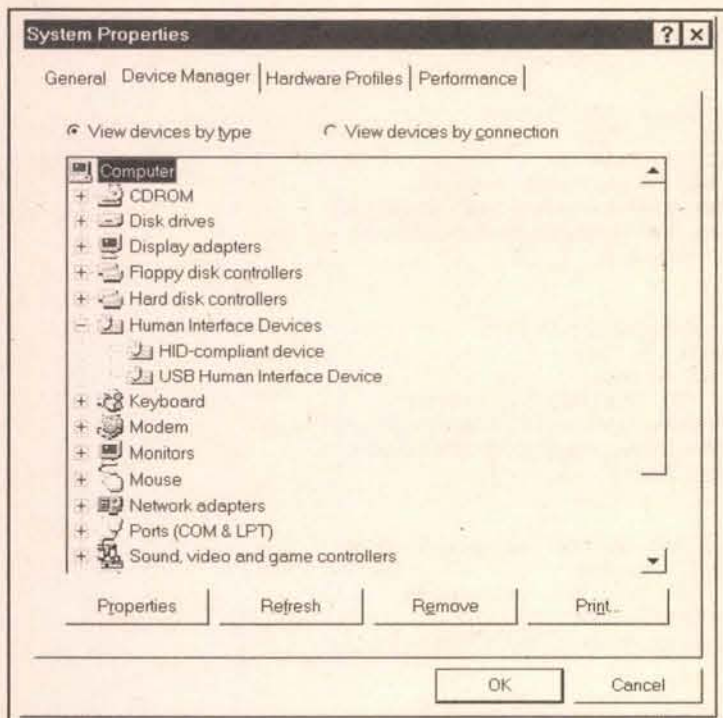 System Properties
? ×
General Device Manager Hardware Profiles Performance
View devices by type View devices by connection
Computer
CDROM
Disk drives
Display adapters
Floppy disk controllers
Hard disk controllers
Human Interface Devices
HID-compliant device
USB Human Interface Device
Keyboard
Modem
Monitors
Mouse
Network adapters
Ports (COM & LPT)
Sound, video and game controllers
Properties Refresh Remove Print...
OK Cancel